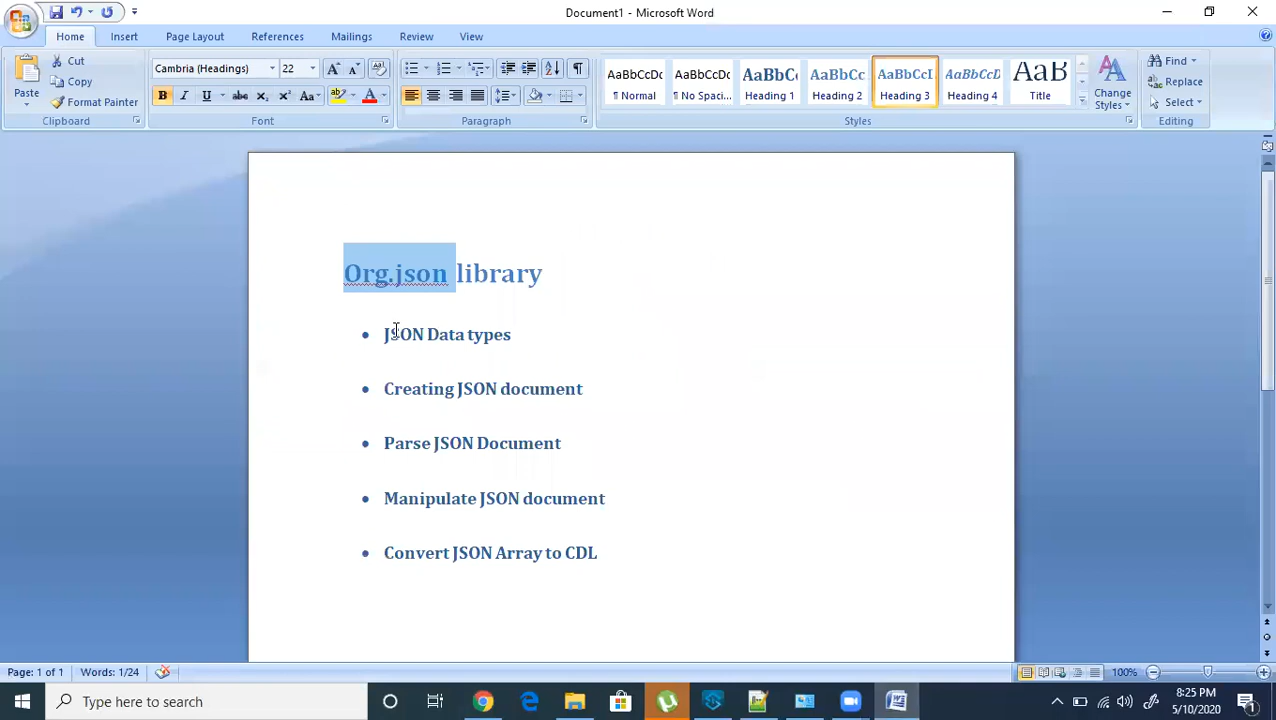 Document1 - Microsoft Word
Home Insert Page Layout References Mailings Review View
Paste
Cut
Copy
Format Painter
Clipboard
Cambria (Headings) 22
Font
Paragraph
AaBbCcDc AaBbCcDc AaBbCc AaBbCc AaBbCcI AaBbCcD AaB
¶ Normal ¶ No Spaci... Heading 1 Heading 2 Heading 3 Heading 4 Title
Change Styles
Styles
Find
Replace
Select
Editing
Org.json library
• JSON Data types
• Creating JSON document
• Parse JSON Document
• Manipulate JSON document
• Convert JSON Array to CDL
Page: 1 of 1 Words: 1/24 100%
Type here to search
8:25 PM
5/10/2020